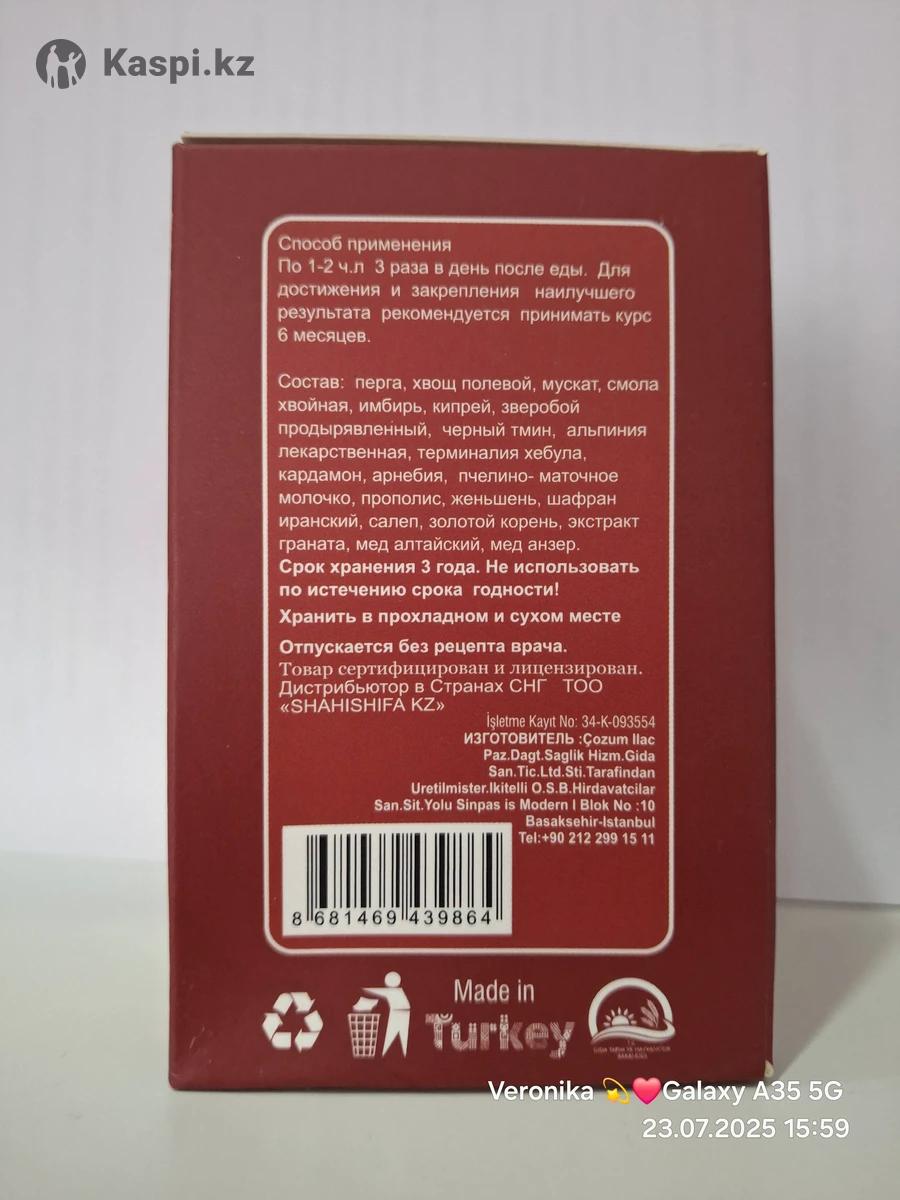 Kaspi.kz
Способ применения
По 1-2 ч.л 3 раза в день после еды. Для
достижения и закрепления наилучшего
результата рекомендуется принимать курс
6 месяцев.
Состав: перга, хвощ полевой, мускат, смола
хвойная, имбирь, кипрей, зверобой
продырявленный, черный тмин, альпиния
лекарственная, терминалия хебула,
кардамон, арнебия, пчелино- маточное
молочко, прополис, женьшень, шафран
иранский, салеп, золотой корень, экстракт
граната, мед алтайский, мед анзер.
Срок хранения 3 года. Не использовать
по истечению срока годности!
Хранить в прохладном и сухом месте
Отпускается без рецепта врача.
Товар сертифицирован и лицензирован.
Дистрибьютор в Странах СНГ ТОО
«SHAHISHIFA KZ»
İşletme Kayıt No: 34-K-093554
ИЗГОТОВИТЕЛЬ :Çozum Ilac
Paz.Dagt.Saglik Hizm.Gida
San.Tic.Ltd.Sti.Tarafindan
Uretilmister.Ikitelli O.S.B.Hirdavatcilar
San.Sit.Yolu Sinpas is Modern I Blok No :10
Basaksehir-Istanbul
Tel:+90 212 299 15 11
8 681469 439864
Made in
Turkey
Veronika 💫❤️Galaxy A35 5G
23.07.2025 15:59